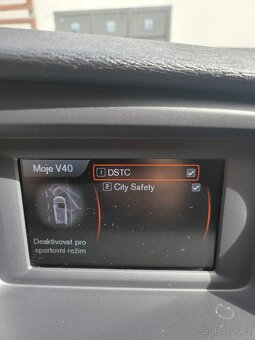 Moje V40
1 DSTC
2 City Safety
Deaktivovat pro
sportovní režim